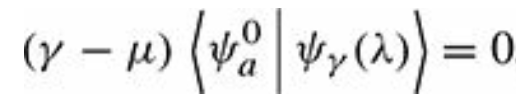 (γ − μ) ⟨ψ_a^0 | ψ_γ(λ)⟩ = 0